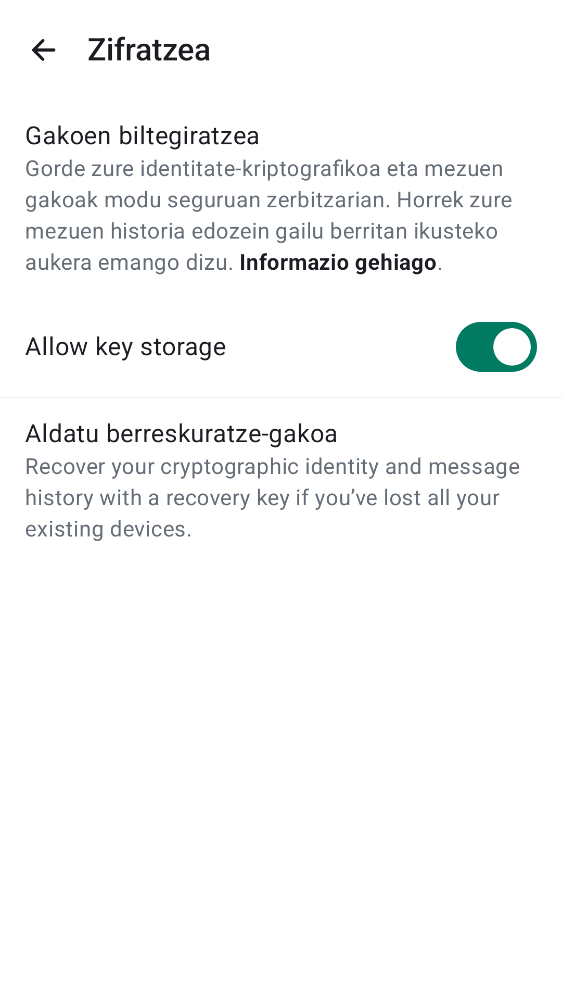 Zifratzea
Gakoen biltegiratzea
Gorde zure identitate-kriptografikoa eta mezuen
gakoak modu seguruan zerbitzarian. Horrek zure
mezuen historia edozein gailu berritan ikusteko
aukera emango dizu. Informazio gehiago.
Allow key storage
Aldatu berreskuratze-gakoa
Recover your cryptographic identity and message
history with a recovery key if you’ve lost all your
existing devices.